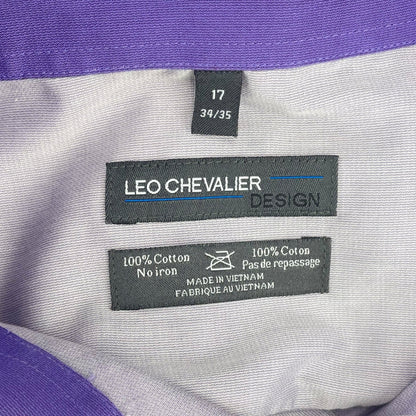 17
34/35
LEO CHEVALIER
DESIGN
100% Cotton
No iron
100% Coton
Pas de repassage
MADE IN VIETNAM
FABRIQUE AU VIETNAM